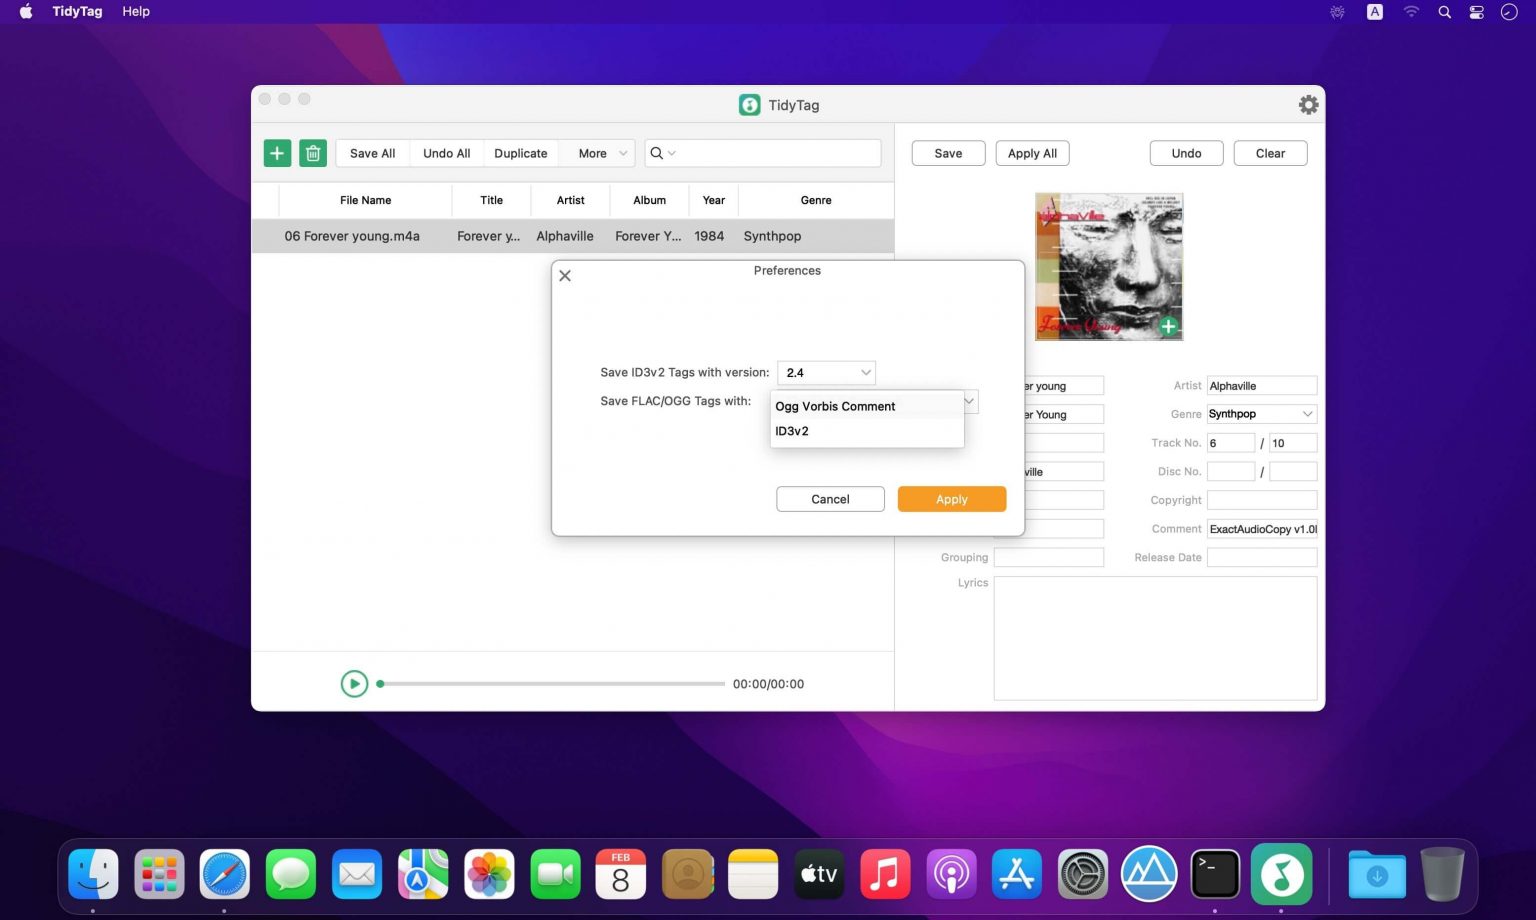 TidyTag Help
A
TidyTag
Save All Undo All Duplicate More
Save Apply All Undo Clear
File Name Title Artist Album Year Genre
06 Forever young.m4a Forever y... Alphaville Forever Y... 1984 Synthpop
alphaville
Forever Young
Preferences
Save ID3v2 Tags with version: 2.4
Save FLAC/OGG Tags with:
Ogg Vorbis Comment
ID3v2
Cancel Apply
er young Artist Alphaville
er Young Genre Synthpop
Track No. 6 / 10
ville Disc No. /
Copyright
Comment ExactAudioCopy v1.0
Grouping Release Date
Lyrics
00:00/00:00
FEB
8
tv
>_